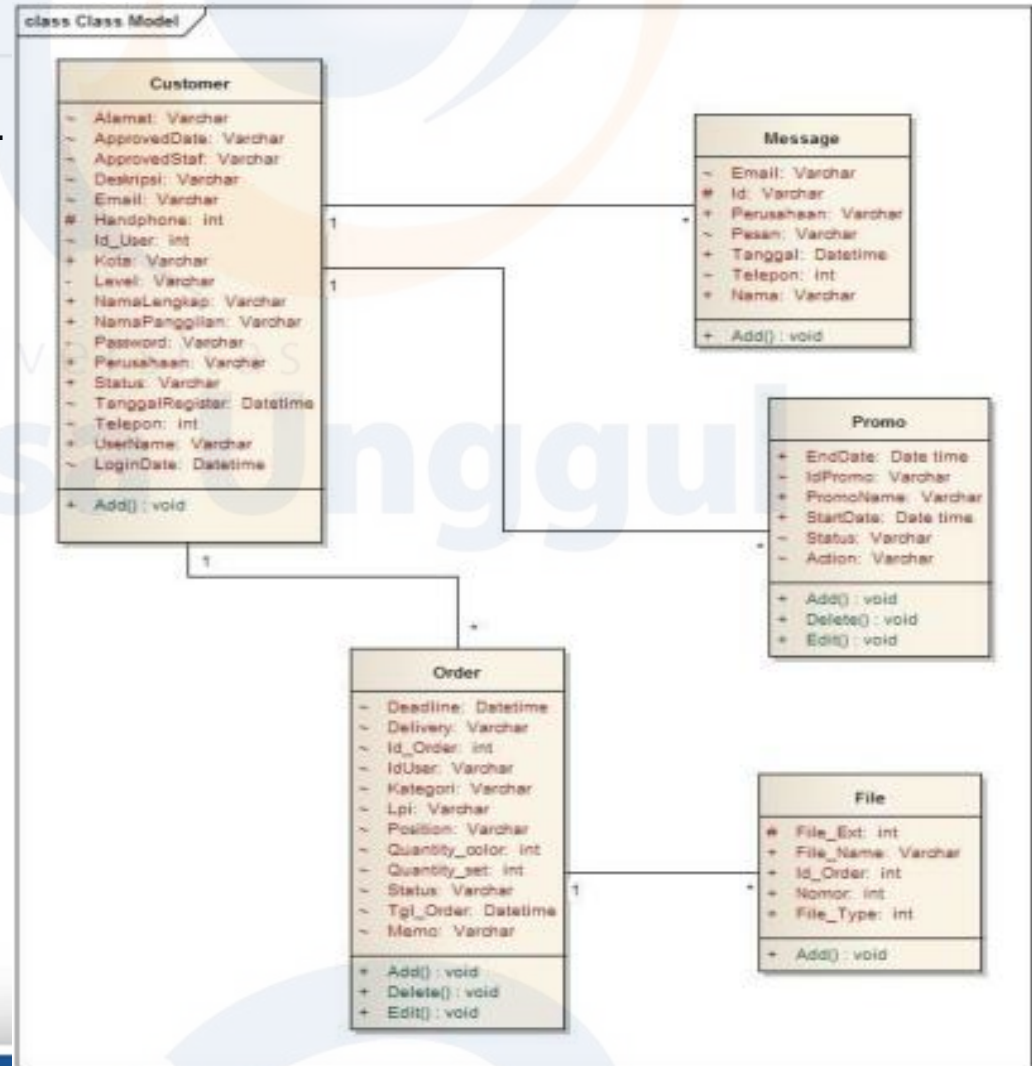 class Class Model
Customer
~ Alamat: Varchar
~ ApprovedDate: Varchar
~ ApprovedStaf: Varchar
~ Deskripsi: Varchar
~ Email: Varchar
# Handphone: int
~ Id_User: int
+ Kota: Varchar
- Level: Varchar
+ NamaLengkap: Varchar
+ NamaPanggilan: Varchar
- Password: Varchar
+ Perusahaan: Varchar
+ Status: Varchar
~ TanggalRegister: Datetime
~ Telepon: int
+ UserName: Varchar
~ LoginDate: Datetime
+ Add() : void
1
1
1
Message
~ Email: Varchar
# Id: Varchar
+ Perusahaan: Varchar
~ Pesan: Varchar
+ Tanggal: Datetime
~ Telepon: int
+ Nama: Varchar
+ Add() : void
*
Promo
+ EndDate: Date time
~ IdPromo: Varchar
+ PromoName: Varchar
+ StartDate: Date time
~ Status: Varchar
~ Action: Varchar
+ Add() : void
+ Delete() : void
+ Edit() : void
*
Unggul
*
Order
~ Deadline: Datetime
~ Delivery: Varchar
~ Id_Order: int
~ IdUser: Varchar
~ Kategori: Varchar
~ Lpi: Varchar
~ Position: Varchar
~ Quantity_color: int
~ Quantity_set: int
~ Status: Varchar
~ Tgl_Order: Datetime
~ Memo: Varchar
+ Add() : void
+ Delete() : void
+ Edit() : void
1
*
File
# File_Ext: int
+ File_Name: Varchar
+ Id_Order: int
+ Nomor: int
+ File_Type: int
+ Add() : void